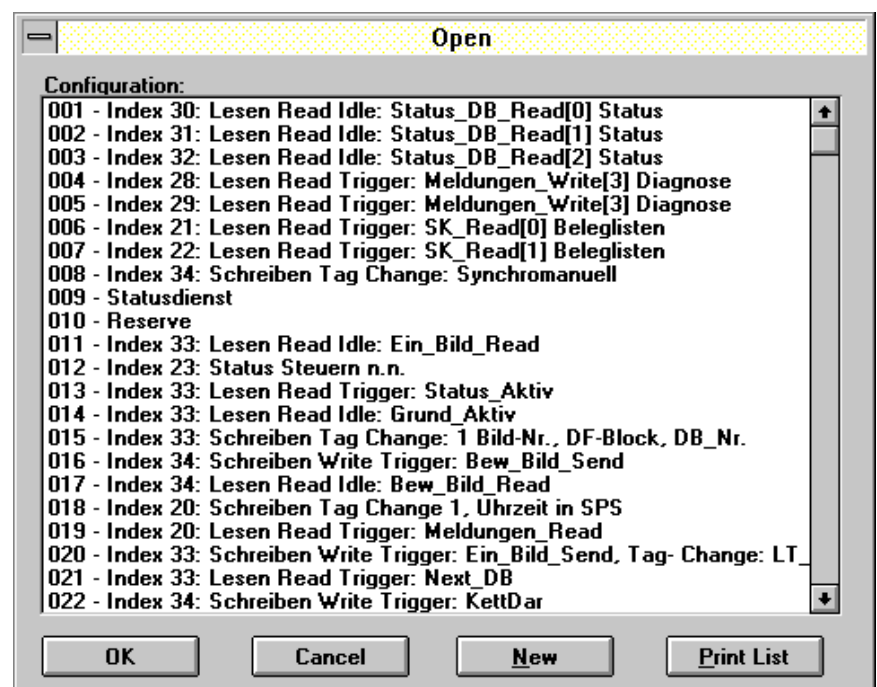 Open
Configuration:
001 - Index 30: Lesen Read Idle: Status_DB_Read[0] Status
002 - Index 31: Lesen Read Idle: Status_DB_Read[1] Status
003 - Index 32: Lesen Read Idle: Status_DB_Read[2] Status
004 - Index 28: Lesen Read Trigger: Meldungen_Write[3] Diagnose
005 - Index 29: Lesen Read Trigger: Meldungen_Write[3] Diagnose
006 - Index 21: Lesen Read Trigger: SK_Read[0] Beleglisten
007 - Index 22: Lesen Read Trigger: SK_Read[1] Beleglisten
008 - Index 34: Schreiben Tag Change: Synchromanuell
009 - Statusdienst
010 - Reserve
011 - Index 33: Lesen Read Idle: Ein_Bild_Read
012 - Index 23: Status Steuern n.n.
013 - Index 33: Lesen Read Trigger: Status_Aktiv
014 - Index 33: Lesen Read Idle: Grund_Aktiv
015 - Index 33: Schreiben Tag Change: 1 Bild-Nr., DF-Block, DB_Nr.
016 - Index 34: Schreiben Write Trigger: Bew_Bild_Send
017 - Index 34: Lesen Read Idle: Bew_Bild_Read
018 - Index 20: Schreiben Tag Change 1, Uhrzeit in SPS
019 - Index 20: Lesen Read Trigger: Meldungen_Read
020 - Index 33: Schreiben Write Trigger: Ein_Bild_Send, Tag- Change: LT_
021 - Index 33: Lesen Read Trigger: Next_DB
022 - Index 34: Schreiben Write Trigger: KettDar
OK Cancel New Print List